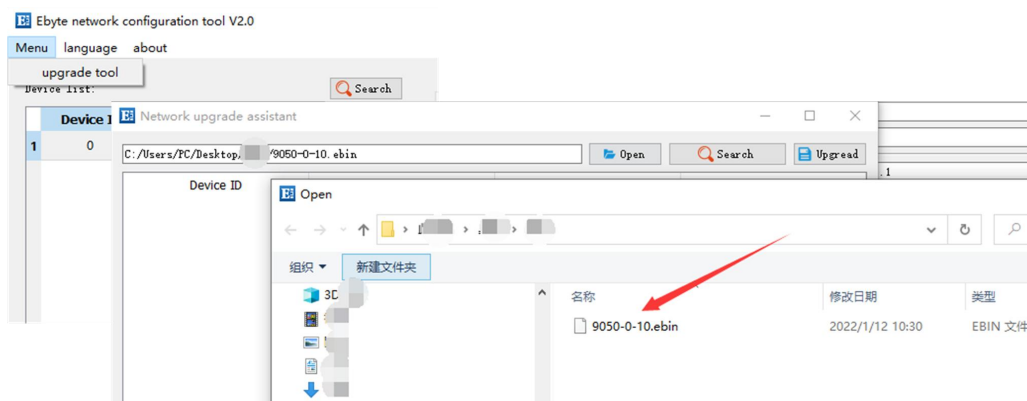 Ebyte network configuration tool V2.0
Menu language about
upgrade tool
Device list:
Search
Device I
Network upgrade assistant
1 0
C:/Users/PC/Desktop/ /9050-0-10.ebin
Open
Search
Upgread
.1
Device ID
Open
组织
新建文件夹
3D
名称
修改日期
类型
9050-0-10.ebin
2022/1/12 10:30
EBIN 文件